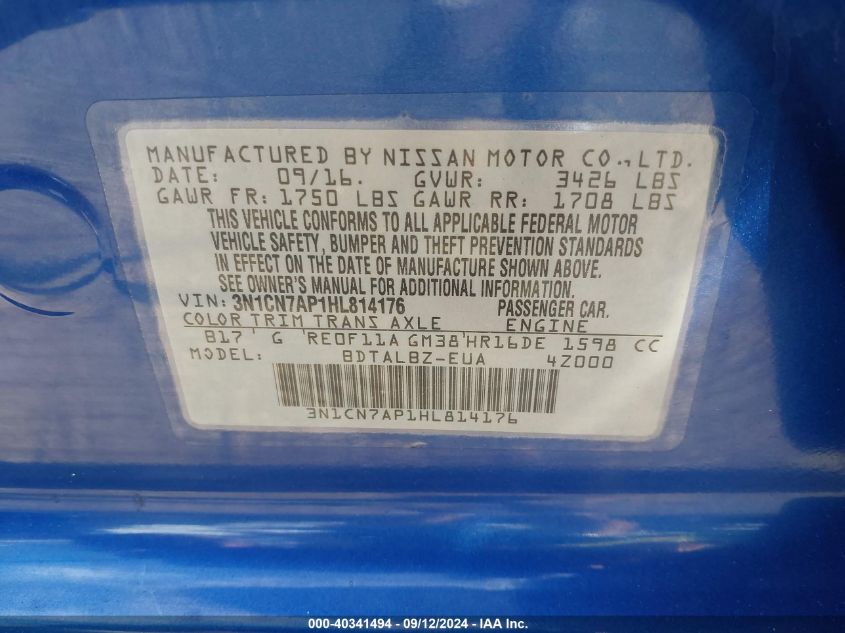 MANUFACTURED BY NISSAN MOTOR CO., LTD.
DATE: 09/16. GVWR: 3426 LBS
GAWR FR: 1750 LBS GAWR RR: 1708 LBS
THIS VEHICLE CONFORMS TO ALL APPLICABLE FEDERAL MOTOR
VEHICLE SAFETY, BUMPER AND THEFT PREVENTION STANDARDS
IN EFFECT ON THE DATE OF MANUFACTURE SHOWN ABOVE.
SEE OWNER'S MANUAL FOR ADDITIONAL INFORMATION.
VIN: 3N1CN7AP1HL814176 PASSENGER CAR.
COLOR TRIM TRANS AXLE ENGINE
B17' G 'RE0F11A GM38'HR16DE 1598 CC
MODEL: BDTALBZ-EUA 4Z000
3N1CN7AP1HL814176
000-40341494 - 09/12/2024 - IAA Inc.